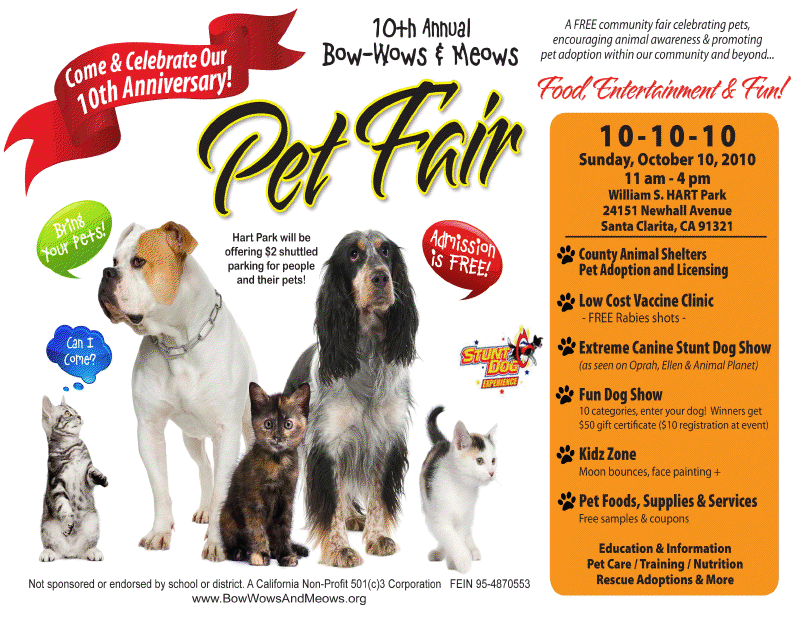 Come & Celebrate Our
10th Anniversary!
10th Annual
Bow-Wows & Meows
Pet Fair
A FREE community fair celebrating pets,
encouraging animal awareness & promoting
pet adoption within our community and beyond...
Food, Entertainment & Fun!
Bring
Your Pets!
Hart Park will be
offering $2 shuttled
parking for people
and their pets!
Admission
is FREE!
Can I
Come?
STUNT
DOG
EXPERIENCE
10-10-10
Sunday, October 10, 2010
11 am - 4 pm
William S. HART Park
24151 Newhall Avenue
Santa Clarita, CA 91321
County Animal Shelters
Pet Adoption and Licensing
Low Cost Vaccine Clinic
- FREE Rabies shots -
Extreme Canine Stunt Dog Show
(as seen on Oprah, Ellen & Animal Planet)
Fun Dog Show
10 categories, enter your dog! Winners get
$50 gift certificate ($10 registration at event)
Kidz Zone
Moon bounces, face painting +
Pet Foods, Supplies & Services
Free samples & coupons
Education & Information
Pet Care / Training / Nutrition
Rescue Adoptions & More
Not sponsored or endorsed by school or district. A California Non-Profit 501(c)3 Corporation FEIN 95-4870553
www.BowWowsAndMeows.org